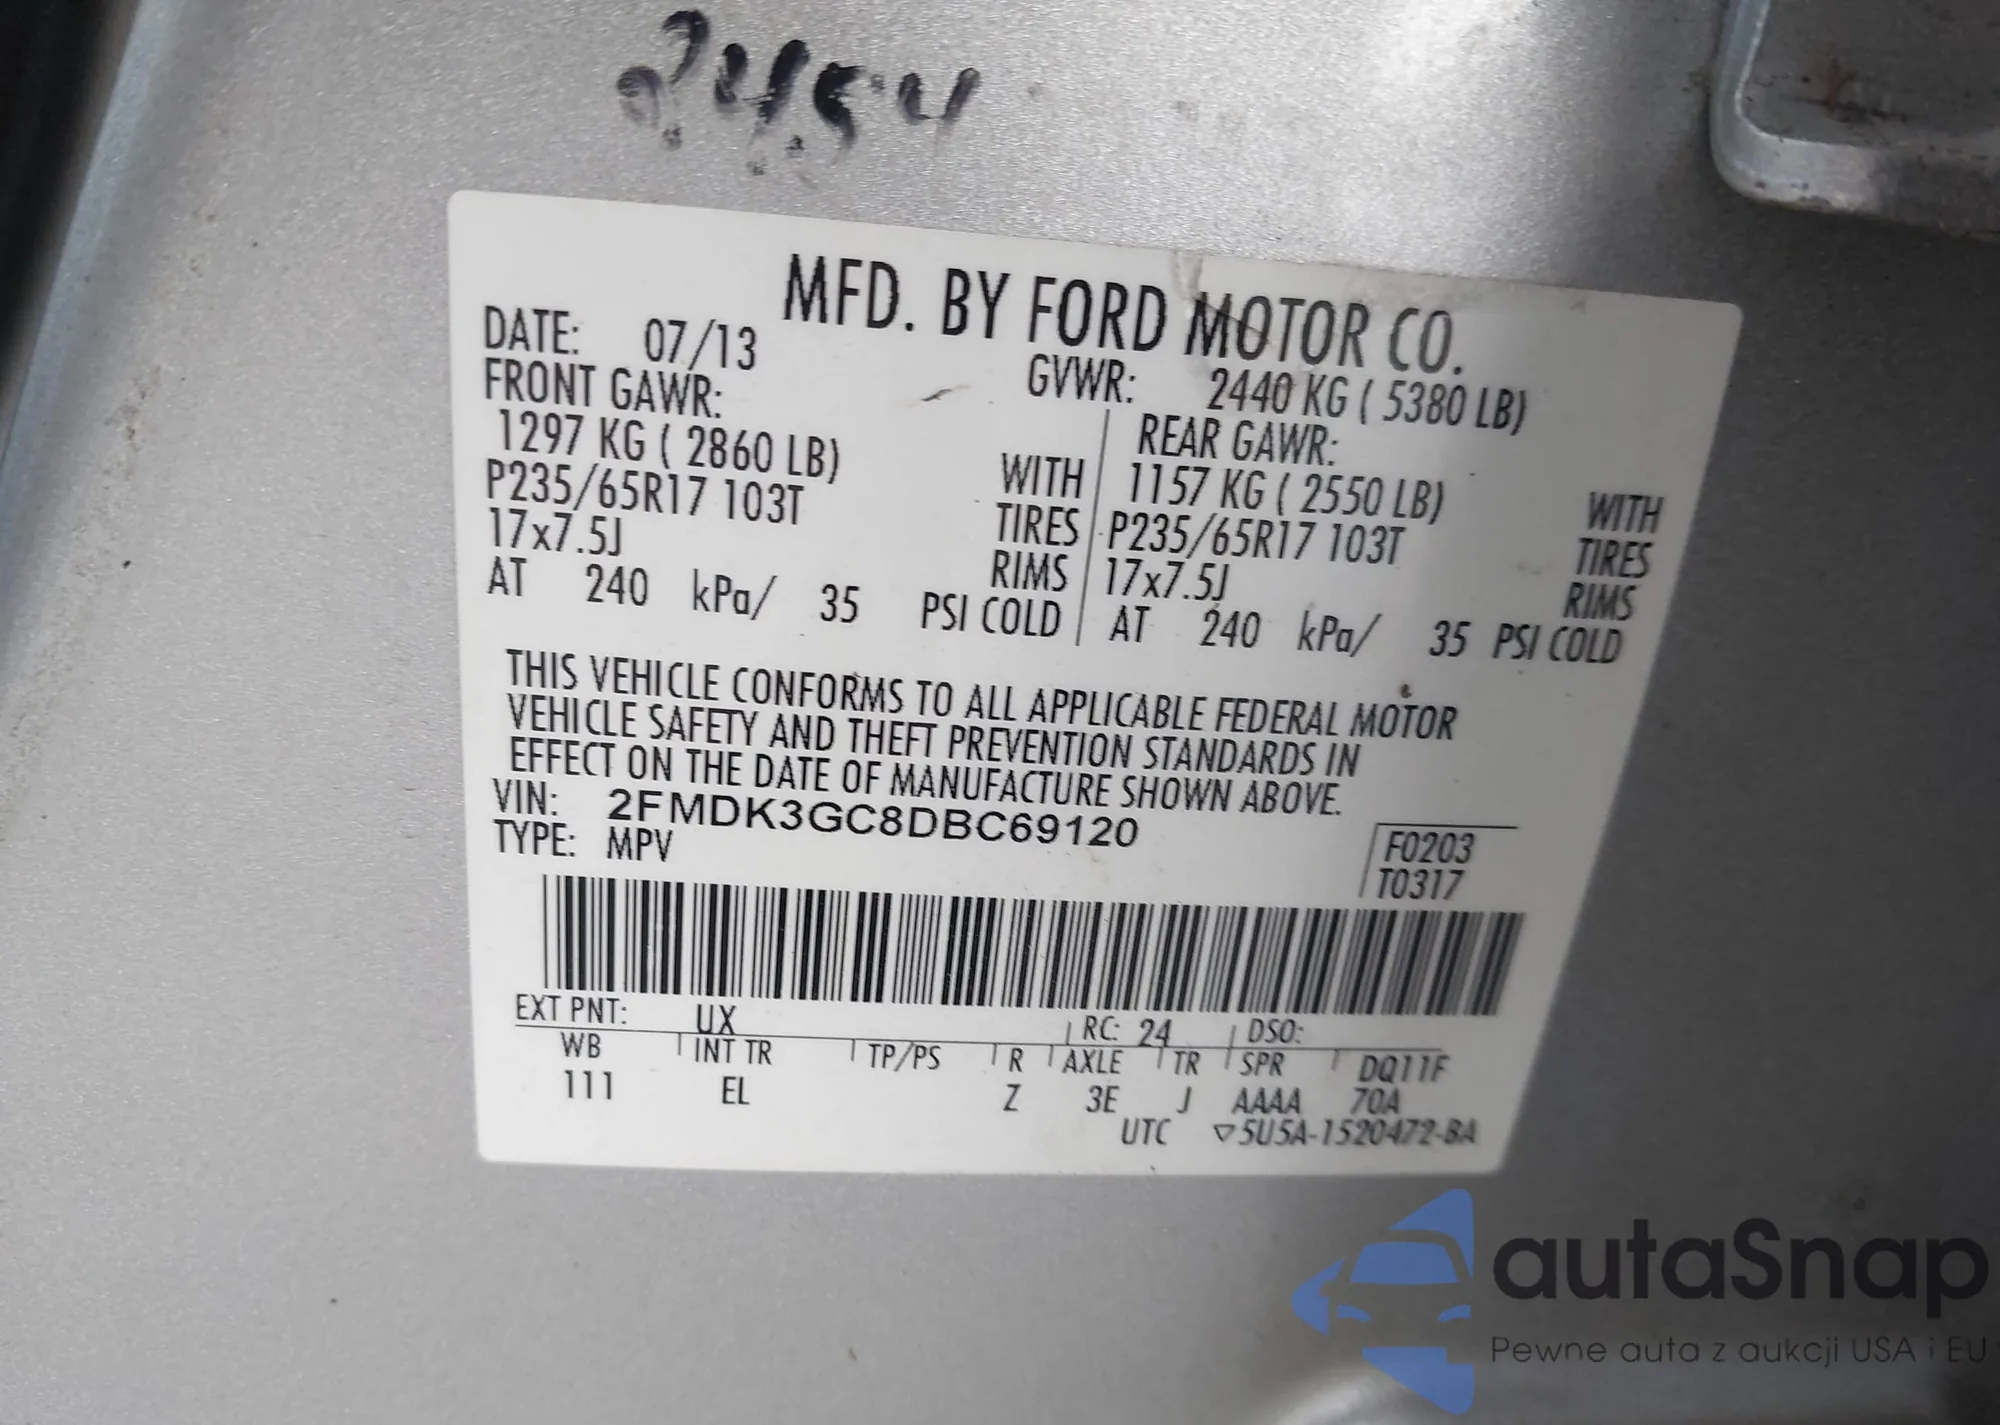 2454
MFD. BY FORD MOTOR CO.
DATE: 07/13 GVWR: 2440 KG ( 5380 LB)
FRONT GAWR: REAR GAWR:
1297 KG ( 2860 LB) WITH 1157 KG ( 2550 LB) WITH
P235/65R17 103T TIRES P235/65R17 103T TIRES
17x7.5J RIMS 17x7.5J RIMS
AT 240 kPa/ 35 PSI COLD AT 240 kPa/ 35 PSI COLD
THIS VEHICLE CONFORMS TO ALL APPLICABLE FEDERAL MOTOR
VEHICLE SAFETY AND THEFT PREVENTION STANDARDS IN
EFFECT ON THE DATE OF MANUFACTURE SHOWN ABOVE.
VIN: 2FMDK3GC8DBC69120
TYPE: MPV
F0203
T0317
EXT PNT: UX RC: 24 DSO:
WB INT TR TP/PS R AXLE TR SPR DQ11F
111 EL Z 3E J AAAA 70A
UTC ▽5U5A-1520472-BA
autaSnap
Pewne auta z aukcji USA i EU